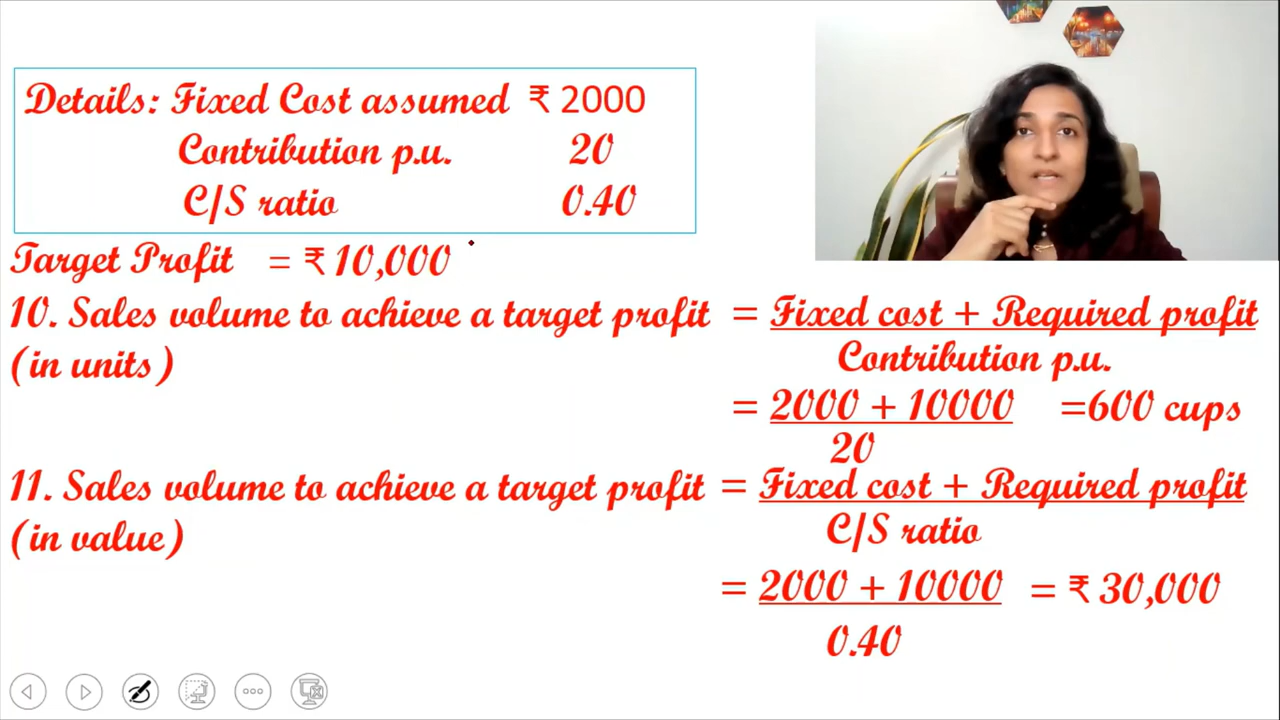 Details: Fixed Cost assumed ₹ 2000
Contribution p.u. 20
C/S ratio 0.40
Target Profit = ₹ 10,000
10. Sales volume to achieve a target profit = Fixed cost + Required profit
(in units) Contribution p.u.
= 2000 + 10000 =600 cups
20
11. Sales volume to achieve a target profit = Fixed cost + Required profit
(in value) C/S ratio
= 2000 + 10000 = ₹ 30,000
0.40